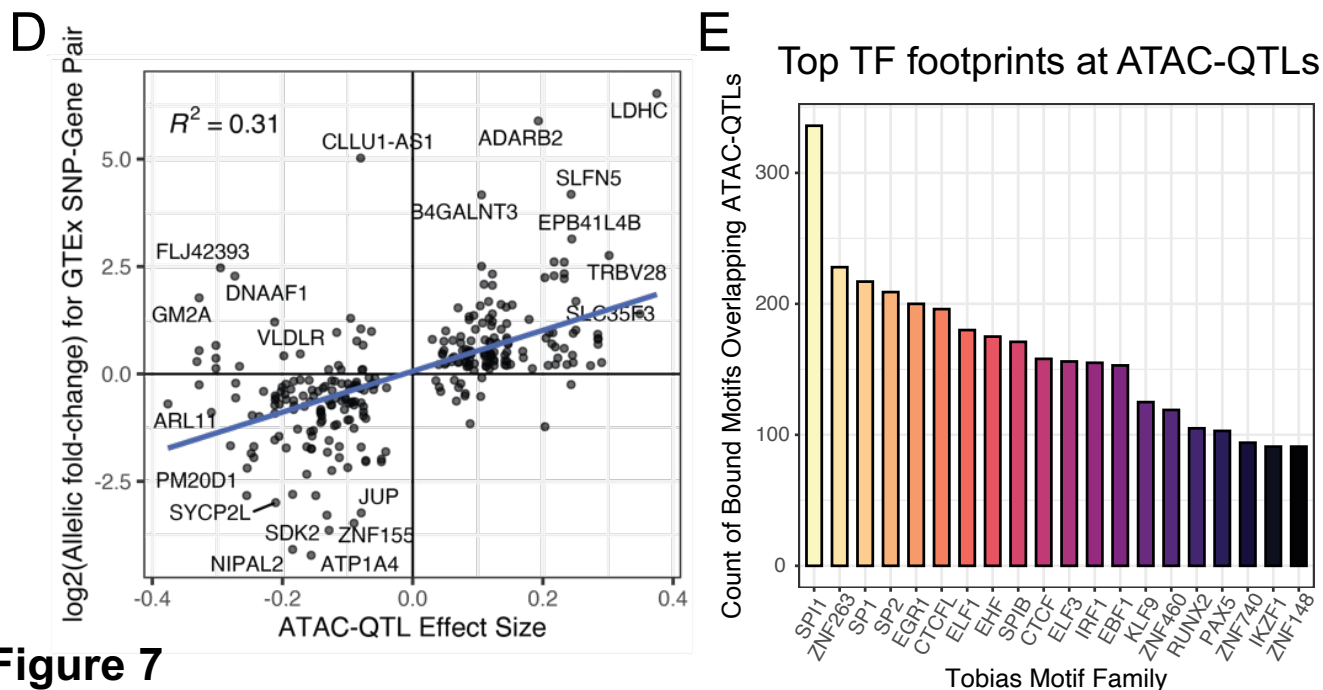 D
log2(Allelic fold-change) for GTEx SNP-Gene Pair
R² = 0.31
LDHC
ADARB2
CLLU1-AS1
5.0
SLFN5
B4GALNT3
EPB41L4B
FLJ42393
2.5
TRBV28
DNAAF1
GM2A
SLC35F3
VLDLR
0.0
ARL11
PM20D1
-2.5
JUP
SYCP2L
SDK2
ZNF155
NIPAL2
ATP1A4
-0.4 -0.2 0.0 0.2 0.4
ATAC-QTL Effect Size
E
Top TF footprints at ATAC-QTLs
Count of Bound Motifs Overlapping ATAC-QTLs
300
200
100
0
SPI1
ZNF263
SP1
SP2
EGR1
CTCFL
ELF1
EHF
SPIB
CTCF
ELF3
IRF1
EBF1
KLF9
ZNF460
RUNX2
PAX5
ZNF740
IKZF1
ZNF148
Tobias Motif Family
Figure 7